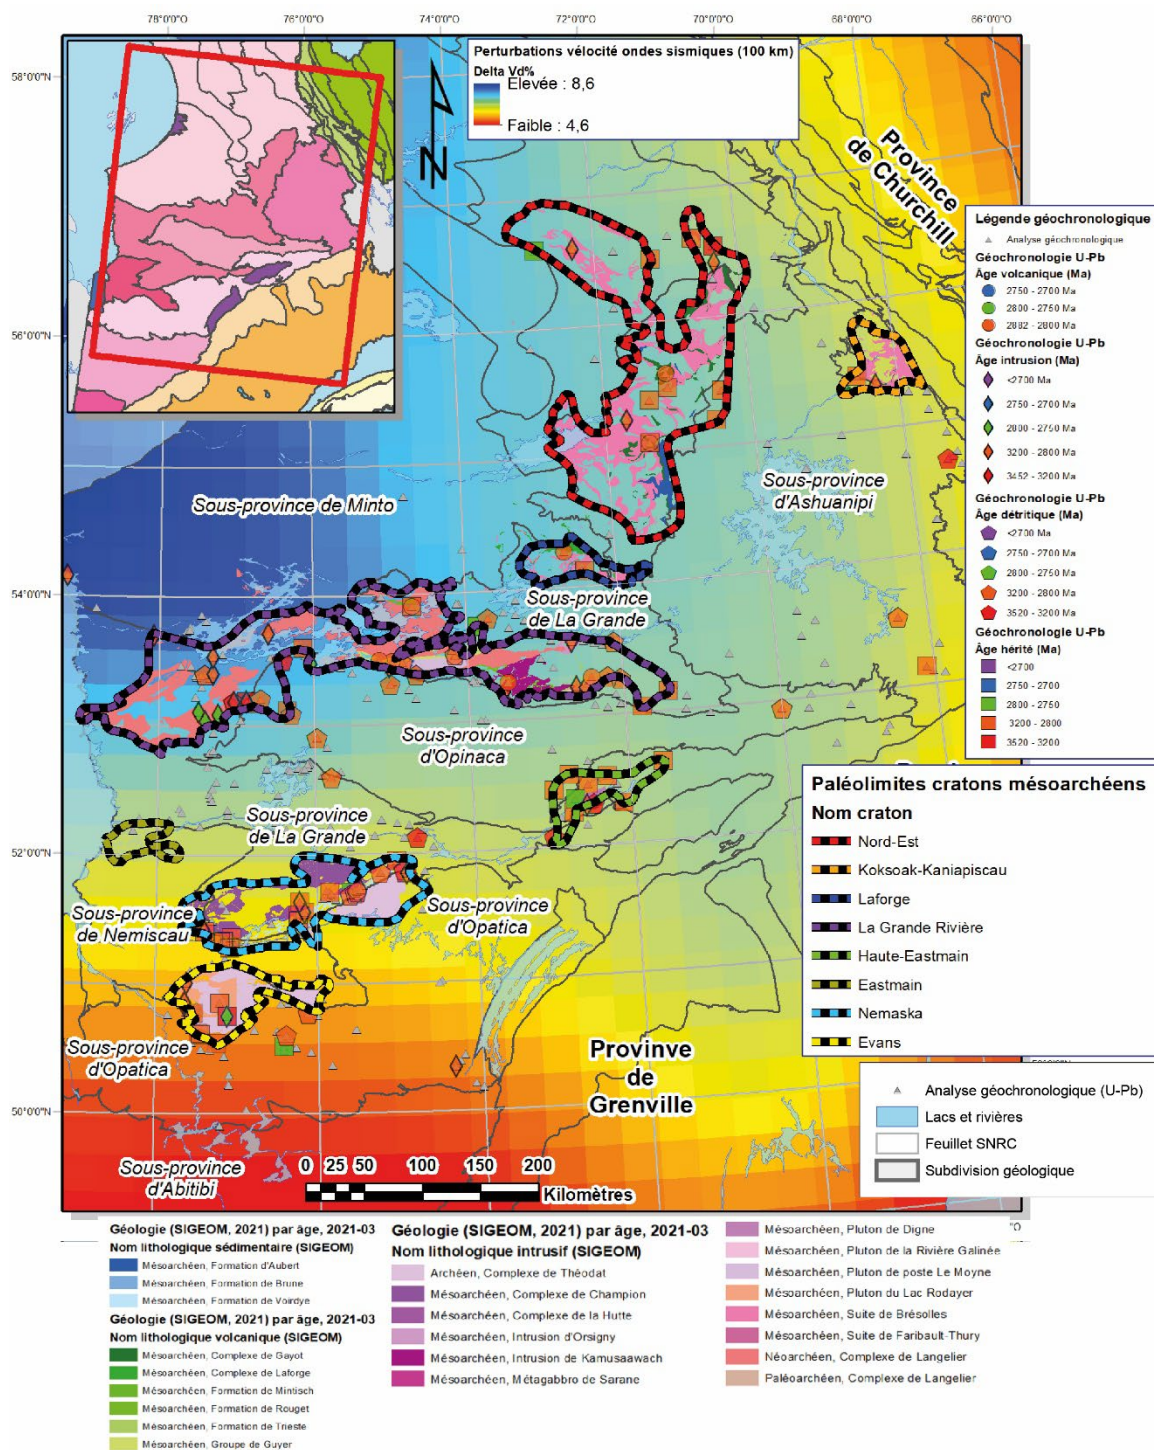 78°0'0"N
76°0'0"N
74°0'0"N
72°0'0"N
70°0'0"N
68°0'0"N
66°0'0"N
58°0'0"N
56°0'0"N
54°0'0"N
52°0'0"N
50°0'0"N
Perturbations vélocité ondes sismiques (100 km)
Delta Vd%
Elevée : 8,6
Faible : 4,6
N
Province
de Churchill
Sous-province de Minto
Sous-province
d'Ashuanipi
Sous-province
de La Grande
Sous-province
d'Opinaca
Sous-province
de La Grande
Sous-province
de Nemiscau
Sous-province
d'Opatica
Sous-province
d'Opatica
Provinve
de
Grenville
Sous-province
d'Abitibi
0 25 50 100 150 200
Kilomètres
Légende géochronologique
Analyse géochronologique
Géochronologie U-Pb
Âge volcanique (Ma)
2750 - 2700 Ma
2800 - 2750 Ma
2882 - 2800 Ma
Géochronologie U-Pb
Âge intrusion (Ma)
<2700 Ma
2750 - 2700 Ma
2800 - 2750 Ma
3200 - 2800 Ma
3452 - 3200 Ma
Géochronologie U-Pb
Âge détritique (Ma)
<2700 Ma
2750 - 2700 Ma
2800 - 2750 Ma
3200 - 2800 Ma
3520 - 3200 Ma
Géochronologie U-Pb
Âge hérité (Ma)
<2700
2750 - 2700
2800 - 2750
3200 - 2800
3520 - 3200
Paléolimites cratons mésoarchéens
Nom craton
Nord-Est
Koksoak-Kaniapiscau
Laforge
La Grande Rivière
Haute-Eastmain
Eastmain
Nemaska
Evans
Analyse géochronologique (U-Pb)
Lacs et rivières
Feuillet SNRC
Subdivision géologique
Géologie (SIGEOM, 2021) par âge, 2021-03
Nom lithologique sédimentaire (SIGEOM)
Mésoarchéen, Formation d'Aubert
Mésoarchéen, Formation de Brune
Mésoarchéen, Formation de Voirdye
Géologie (SIGEOM, 2021) par âge, 2021-03
Nom lithologique volcanique (SIGEOM)
Mésoarchéen, Complexe de Gayot
Mésoarchéen, Complexe de Laforge
Mésoarchéen, Formation de Mintisch
Mésoarchéen, Formation de Rouget
Mésoarchéen, Formation de Trieste
Mésoarchéen, Groupe de Guyer
Géologie (SIGEOM, 2021) par âge, 2021-03
Nom lithologique intrusif (SIGEOM)
Archéen, Complexe de Théodat
Mésoarchéen, Complexe de Champion
Mésoarchéen, Complexe de la Hutte
Mésoarchéen, Intrusion d'Orsigny
Mésoarchéen, Intrusion de Kamusaawach
Mésoarchéen, Métagabbro de Sarane
Mésoarchéen, Pluton de Digne
Mésoarchéen, Pluton de la Rivière Galinée
Mésoarchéen, Pluton de poste Le Moyne
Mésoarchéen, Pluton du Lac Rodayer
Mésoarchéen, Suite de Brésolles
Mésoarchéen, Suite de Faribault-Thury
Néoarchéen, Complexe de Langelier
Paléoarchéen, Complexe de Langelier